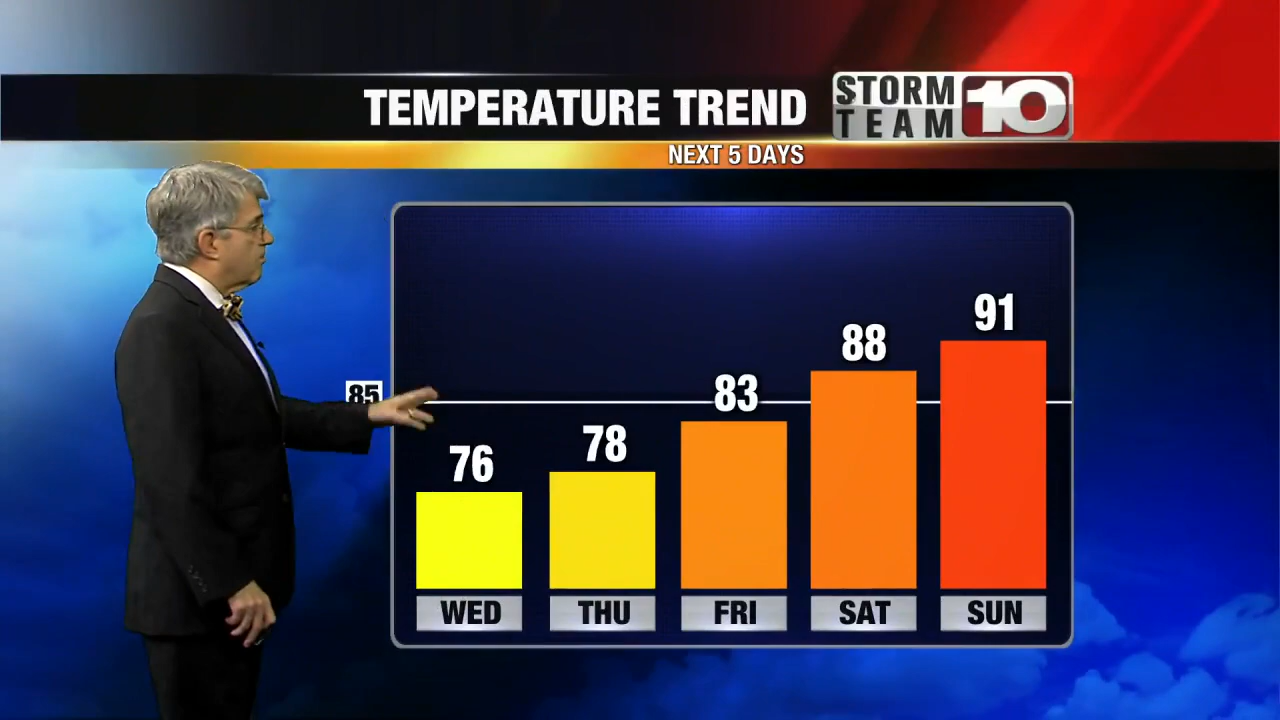 TEMPERATURE TREND
STORM TEAM 10
NEXT 5 DAYS
85
76
78
83
88
91
WED
THU
FRI
SAT
SUN